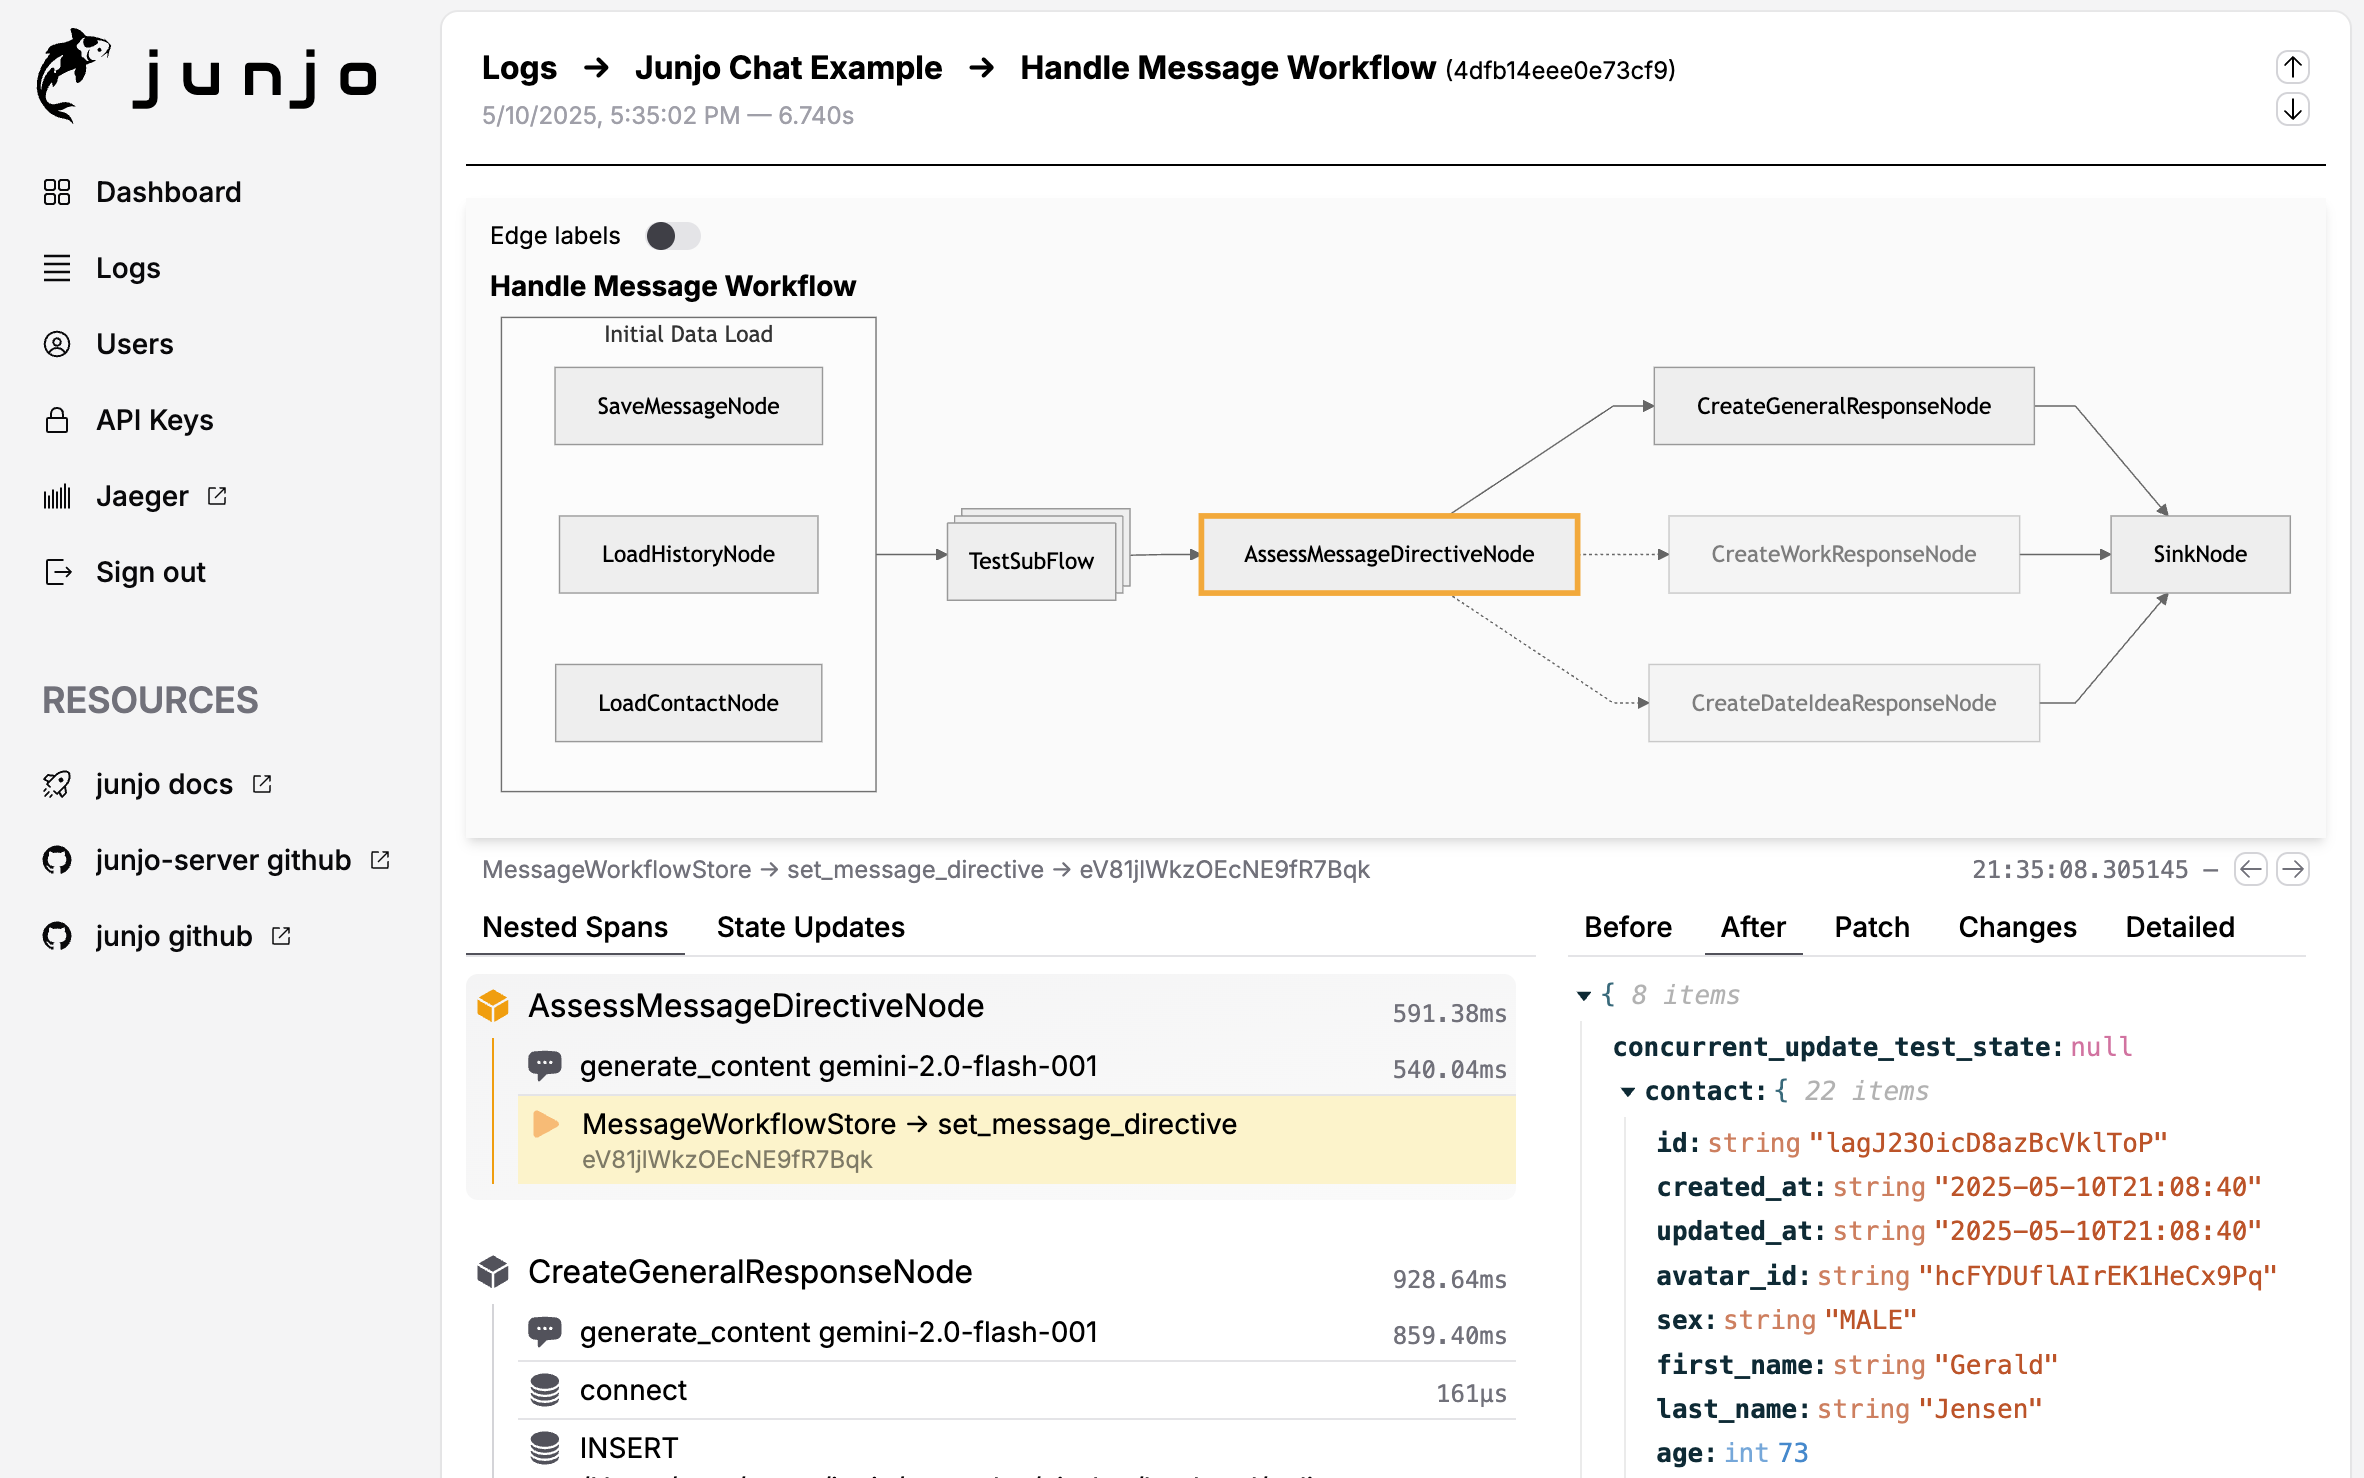 junjo
Dashboard
Logs
Users
API Keys
Jaeger
Sign out
RESOURCES
junjo docs
junjo-server github
junjo github
Logs → Junjo Chat Example → Handle Message Workflow (4dfb14eee0e73cf9)
5/10/2025, 5:35:02 PM — 6.740s
Edge labels
Handle Message Workflow
Initial Data Load
SaveMessageNode
LoadHistoryNode
LoadContactNode
TestSubFlow
AssessMessageDirectiveNode
CreateGeneralResponseNode
CreateWorkResponseNode
CreateDateIdeaResponseNode
SinkNode
MessageWorkflowStore → set_message_directive → eV81jlWkzOEcNE9fR7Bqk
21:35:08.305145 —
Nested Spans State Updates
AssessMessageDirectiveNode 591.38ms
generate_content gemini-2.0-flash-001 540.04ms
MessageWorkflowStore → set_message_directive
eV81jlWkzOEcNE9fR7Bqk
CreateGeneralResponseNode 928.64ms
generate_content gemini-2.0-flash-001 859.40ms
connect 161µs
INSERT
Before After Patch Changes Detailed
{ 8 items
concurrent_update_test_state: null
contact: { 22 items
id: string "lagJ23OicD8azBcVklToP"
created_at: string "2025-05-10T21:08:40"
updated_at: string "2025-05-10T21:08:40"
avatar_id: string "hcFYDUflAIrEK1HeCx9Pq"
sex: string "MALE"
first_name: string "Gerald"
last_name: string "Jensen"
age: int 73